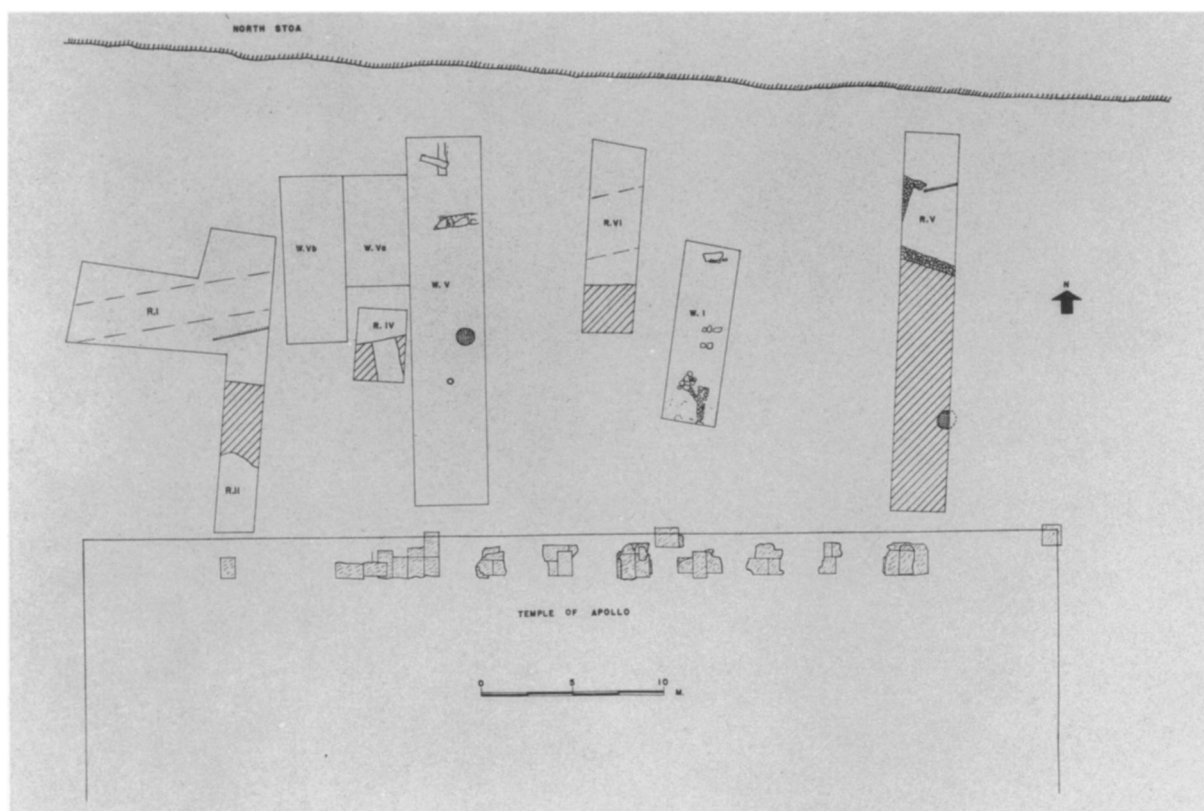 NORTH STOA
R.I
W.Vb
W.Va
W.V
R.IV
R.II
R.VI
W.I
R.V
N
TEMPLE OF APOLLO
0 5 10
M.